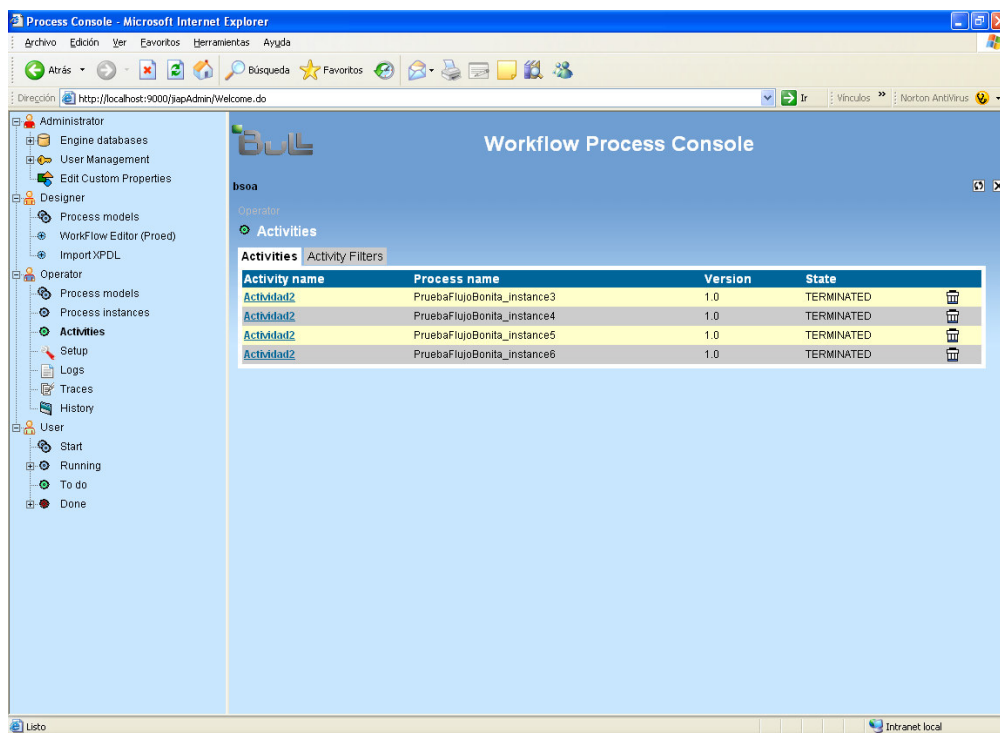 Process Console - Microsoft Internet Explorer
Archivo Edición Ver Favoritos Herramientas Ayuda
Atrás Búsqueda Favoritos
Dirección http://localhost:9000/jiapAdmin/Welcome.do Ir Vínculos » Norton AntiVirus
Administrator
Engine databases
User Management
Edit Custom Properties
Designer
Process models
WorkFlow Editor (Proed)
Import XPDL
Operator
Process models
Process instances
Activities
Setup
Logs
Traces
History
User
Start
Running
To do
Done
Bull
Workflow Process Console
bsoa
Operator
Activities
Activities Activity Filters
Activity name Process name Version State
Actividad2 PruebaFlujoBonita_instance3 1.0 TERMINATED
Actividad2 PruebaFlujoBonita_instance4 1.0 TERMINATED
Actividad2 PruebaFlujoBonita_instance5 1.0 TERMINATED
Actividad2 PruebaFlujoBonita_instance6 1.0 TERMINATED
Listo Intranet local